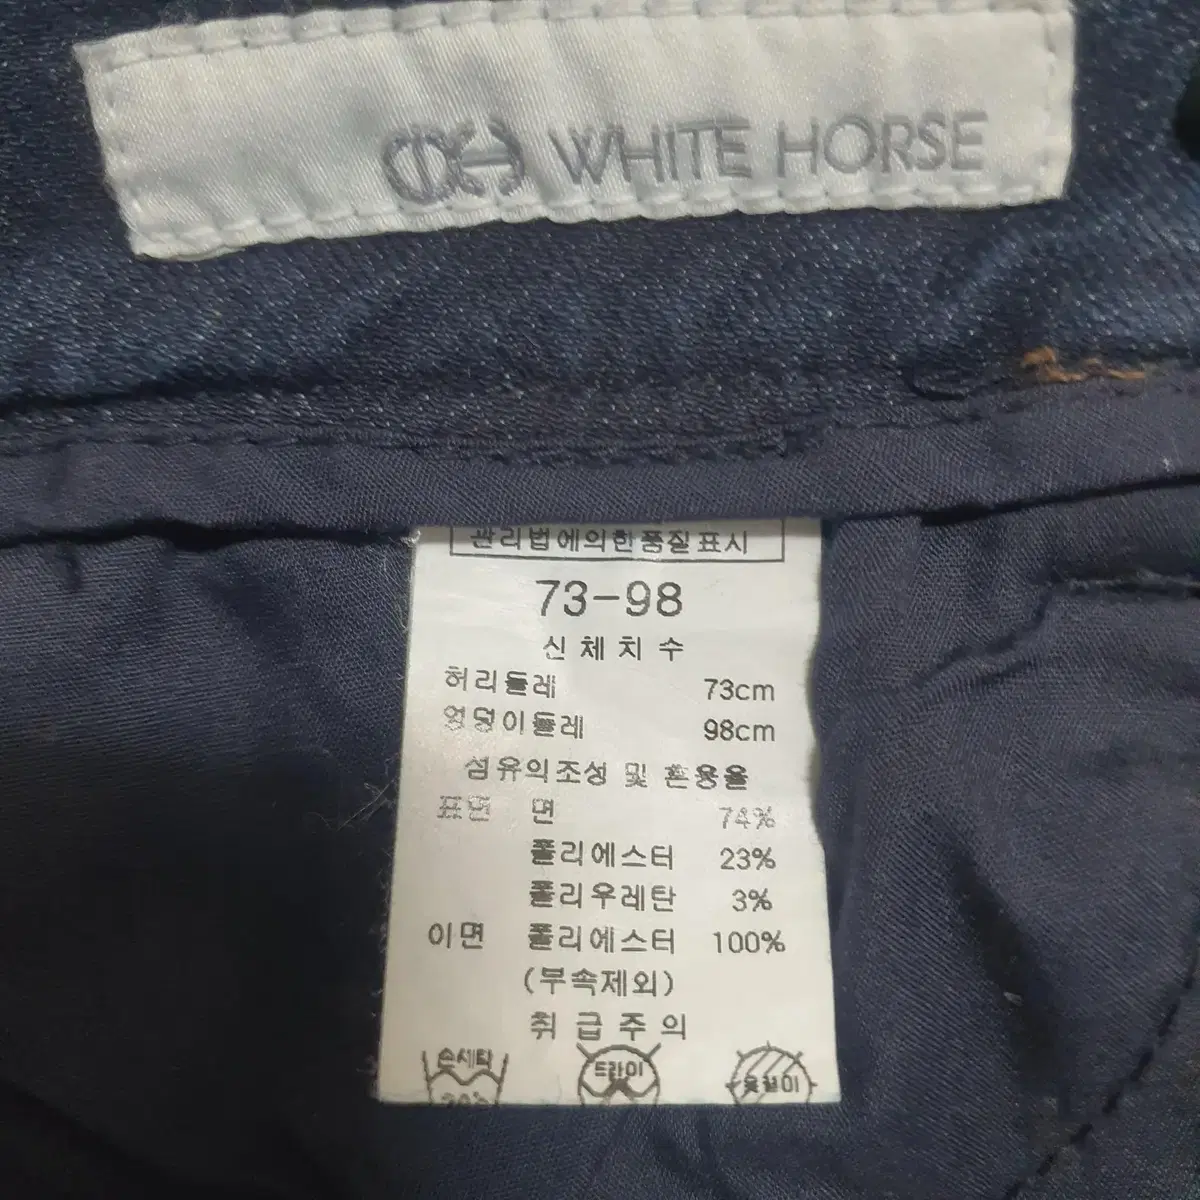 WHITE HORSE
관리법에의한품질표시
73-98
신체치수
허리둘레 73cm
엉덩이둘레 98cm
섬유의조성 및 혼용율
표면 면 74%
폴리에스터 23%
폴리우레탄 3%
이면 폴리에스터 100%
(부속제외)
취급주의
손세탁 드라이 옷걸이
30°